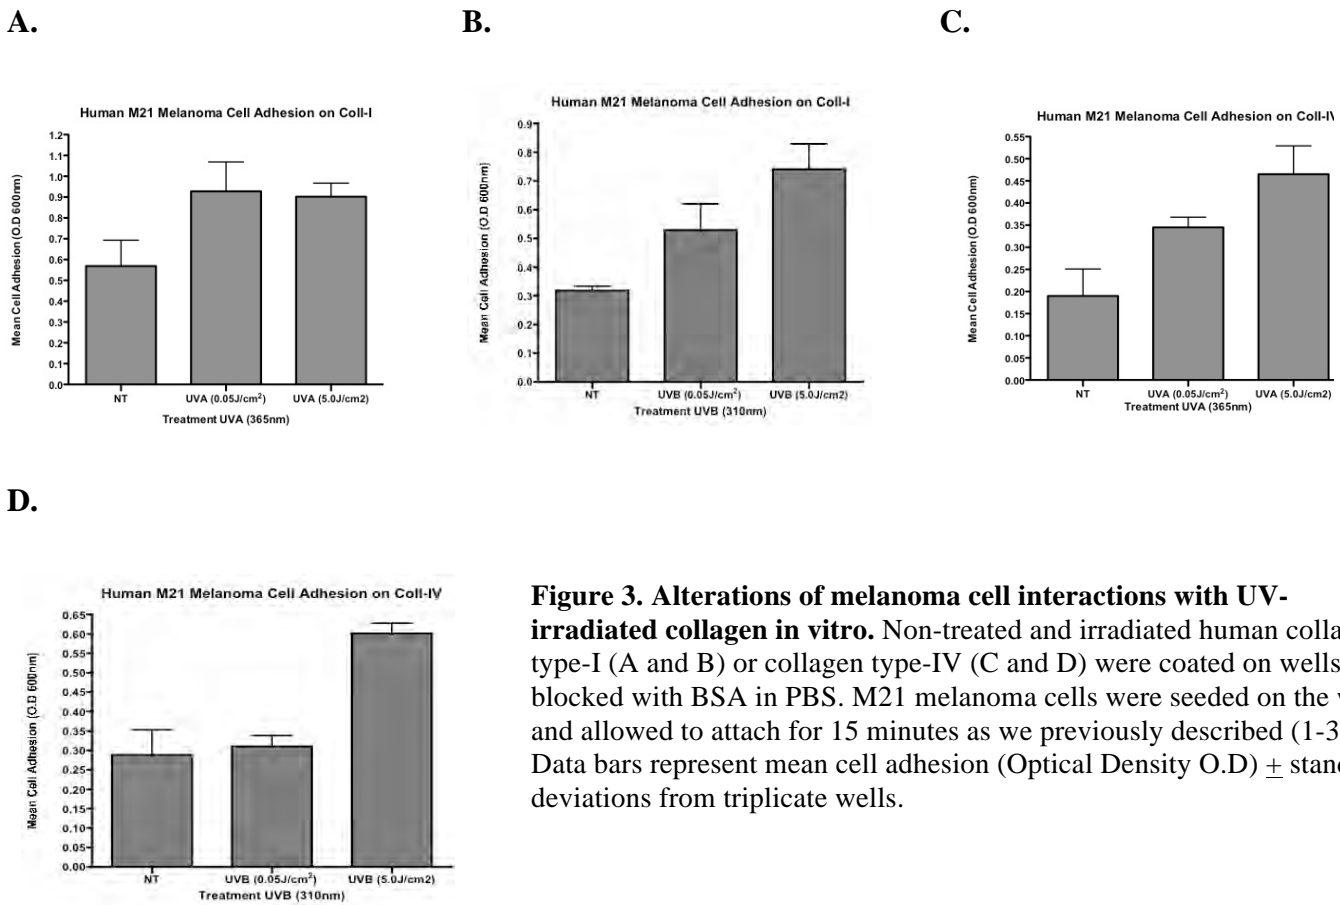 A.
B.
C.
Human M21 Melanoma Cell Adhesion on Coll-I
Mean Cell Adhesion (O.D 600nm)
1.2
1.1
1.0
0.9
0.8
0.7
0.6
0.5
0.4
0.3
0.2
0.1
0.0
NT
UVA (0.05J/cm²)
UVA (5.0J/cm2)
Treatment UVA (365nm)
Human M21 Melanoma Cell Adhesion on Coll-I
Mean Cell Adhesion (O.D 600nm)
0.9
0.8
0.7
0.6
0.5
0.4
0.3
0.2
0.1
0.0
NT
UVB (0.05J/cm²)
UVB (5.0J/cm2)
Treatment UVB (310nm)
Human M21 Melanoma Cell Adhesion on Coll-IV
Mean Cell Adhesion (O.D 600nm)
0.55
0.50
0.45
0.40
0.35
0.30
0.25
0.20
0.15
0.10
0.05
0.00
NT
UVA (0.05J/cm²)
UVA (5.0J/cm2)
Treatment UVA (365nm)
D.
Human M21 Melanoma Cell Adhesion on Coll-IV
Mean Cell Adhesion (O.D 600nm)
0.65
0.60
0.55
0.50
0.45
0.40
0.35
0.30
0.25
0.20
0.15
0.10
0.05
0.00
NT
UVB (0.05J/cm²)
UVB (5.0J/cm2)
Treatment UVB (310nm)
Figure 3. Alterations of melanoma cell interactions with UV-
irradiated collagen in vitro. Non-treated and irradiated human colla
type-I (A and B) or collagen type-IV (C and D) were coated on wells
blocked with BSA in PBS. M21 melanoma cells were seeded on the
and allowed to attach for 15 minutes as we previously described (1-3
Data bars represent mean cell adhesion (Optical Density O.D) ± stand
deviations from triplicate wells.